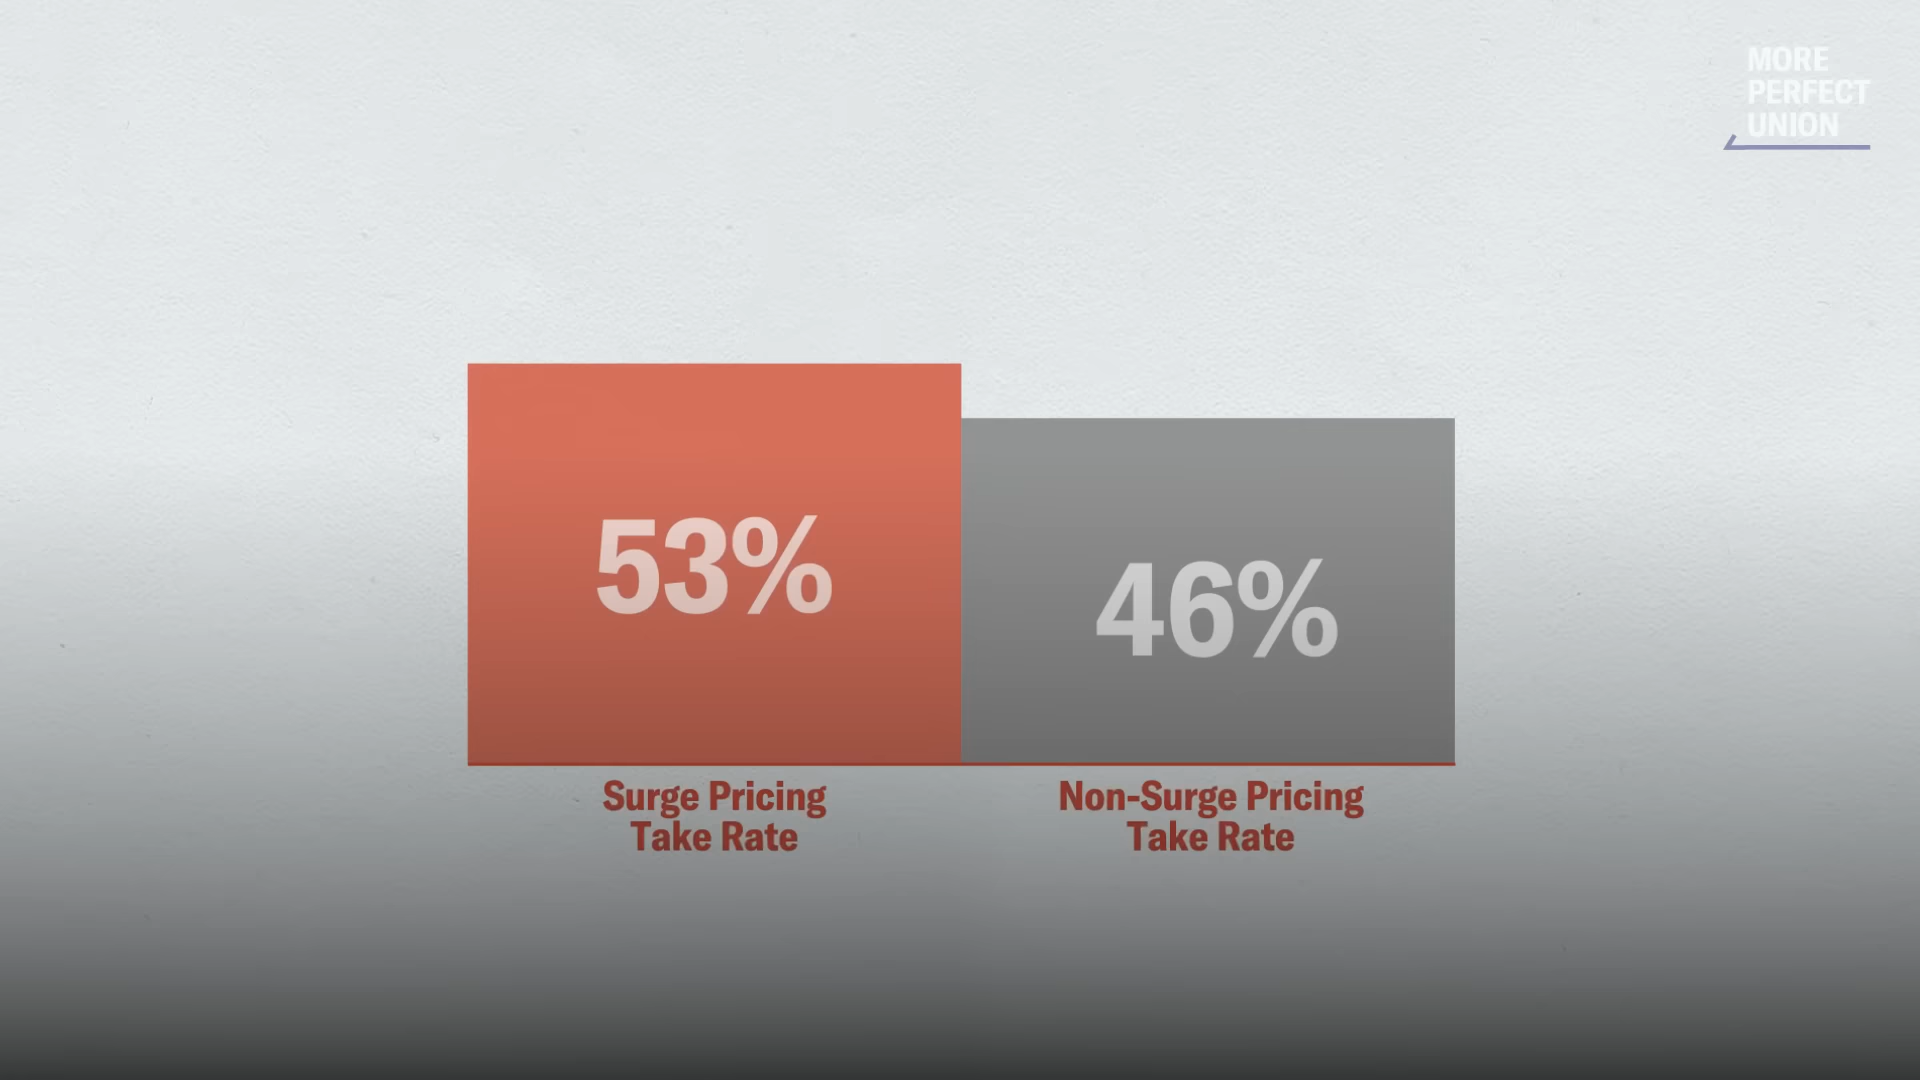 MORE
PERFECT
UNION
53%
46%
Surge Pricing
Take Rate
Non-Surge Pricing
Take Rate